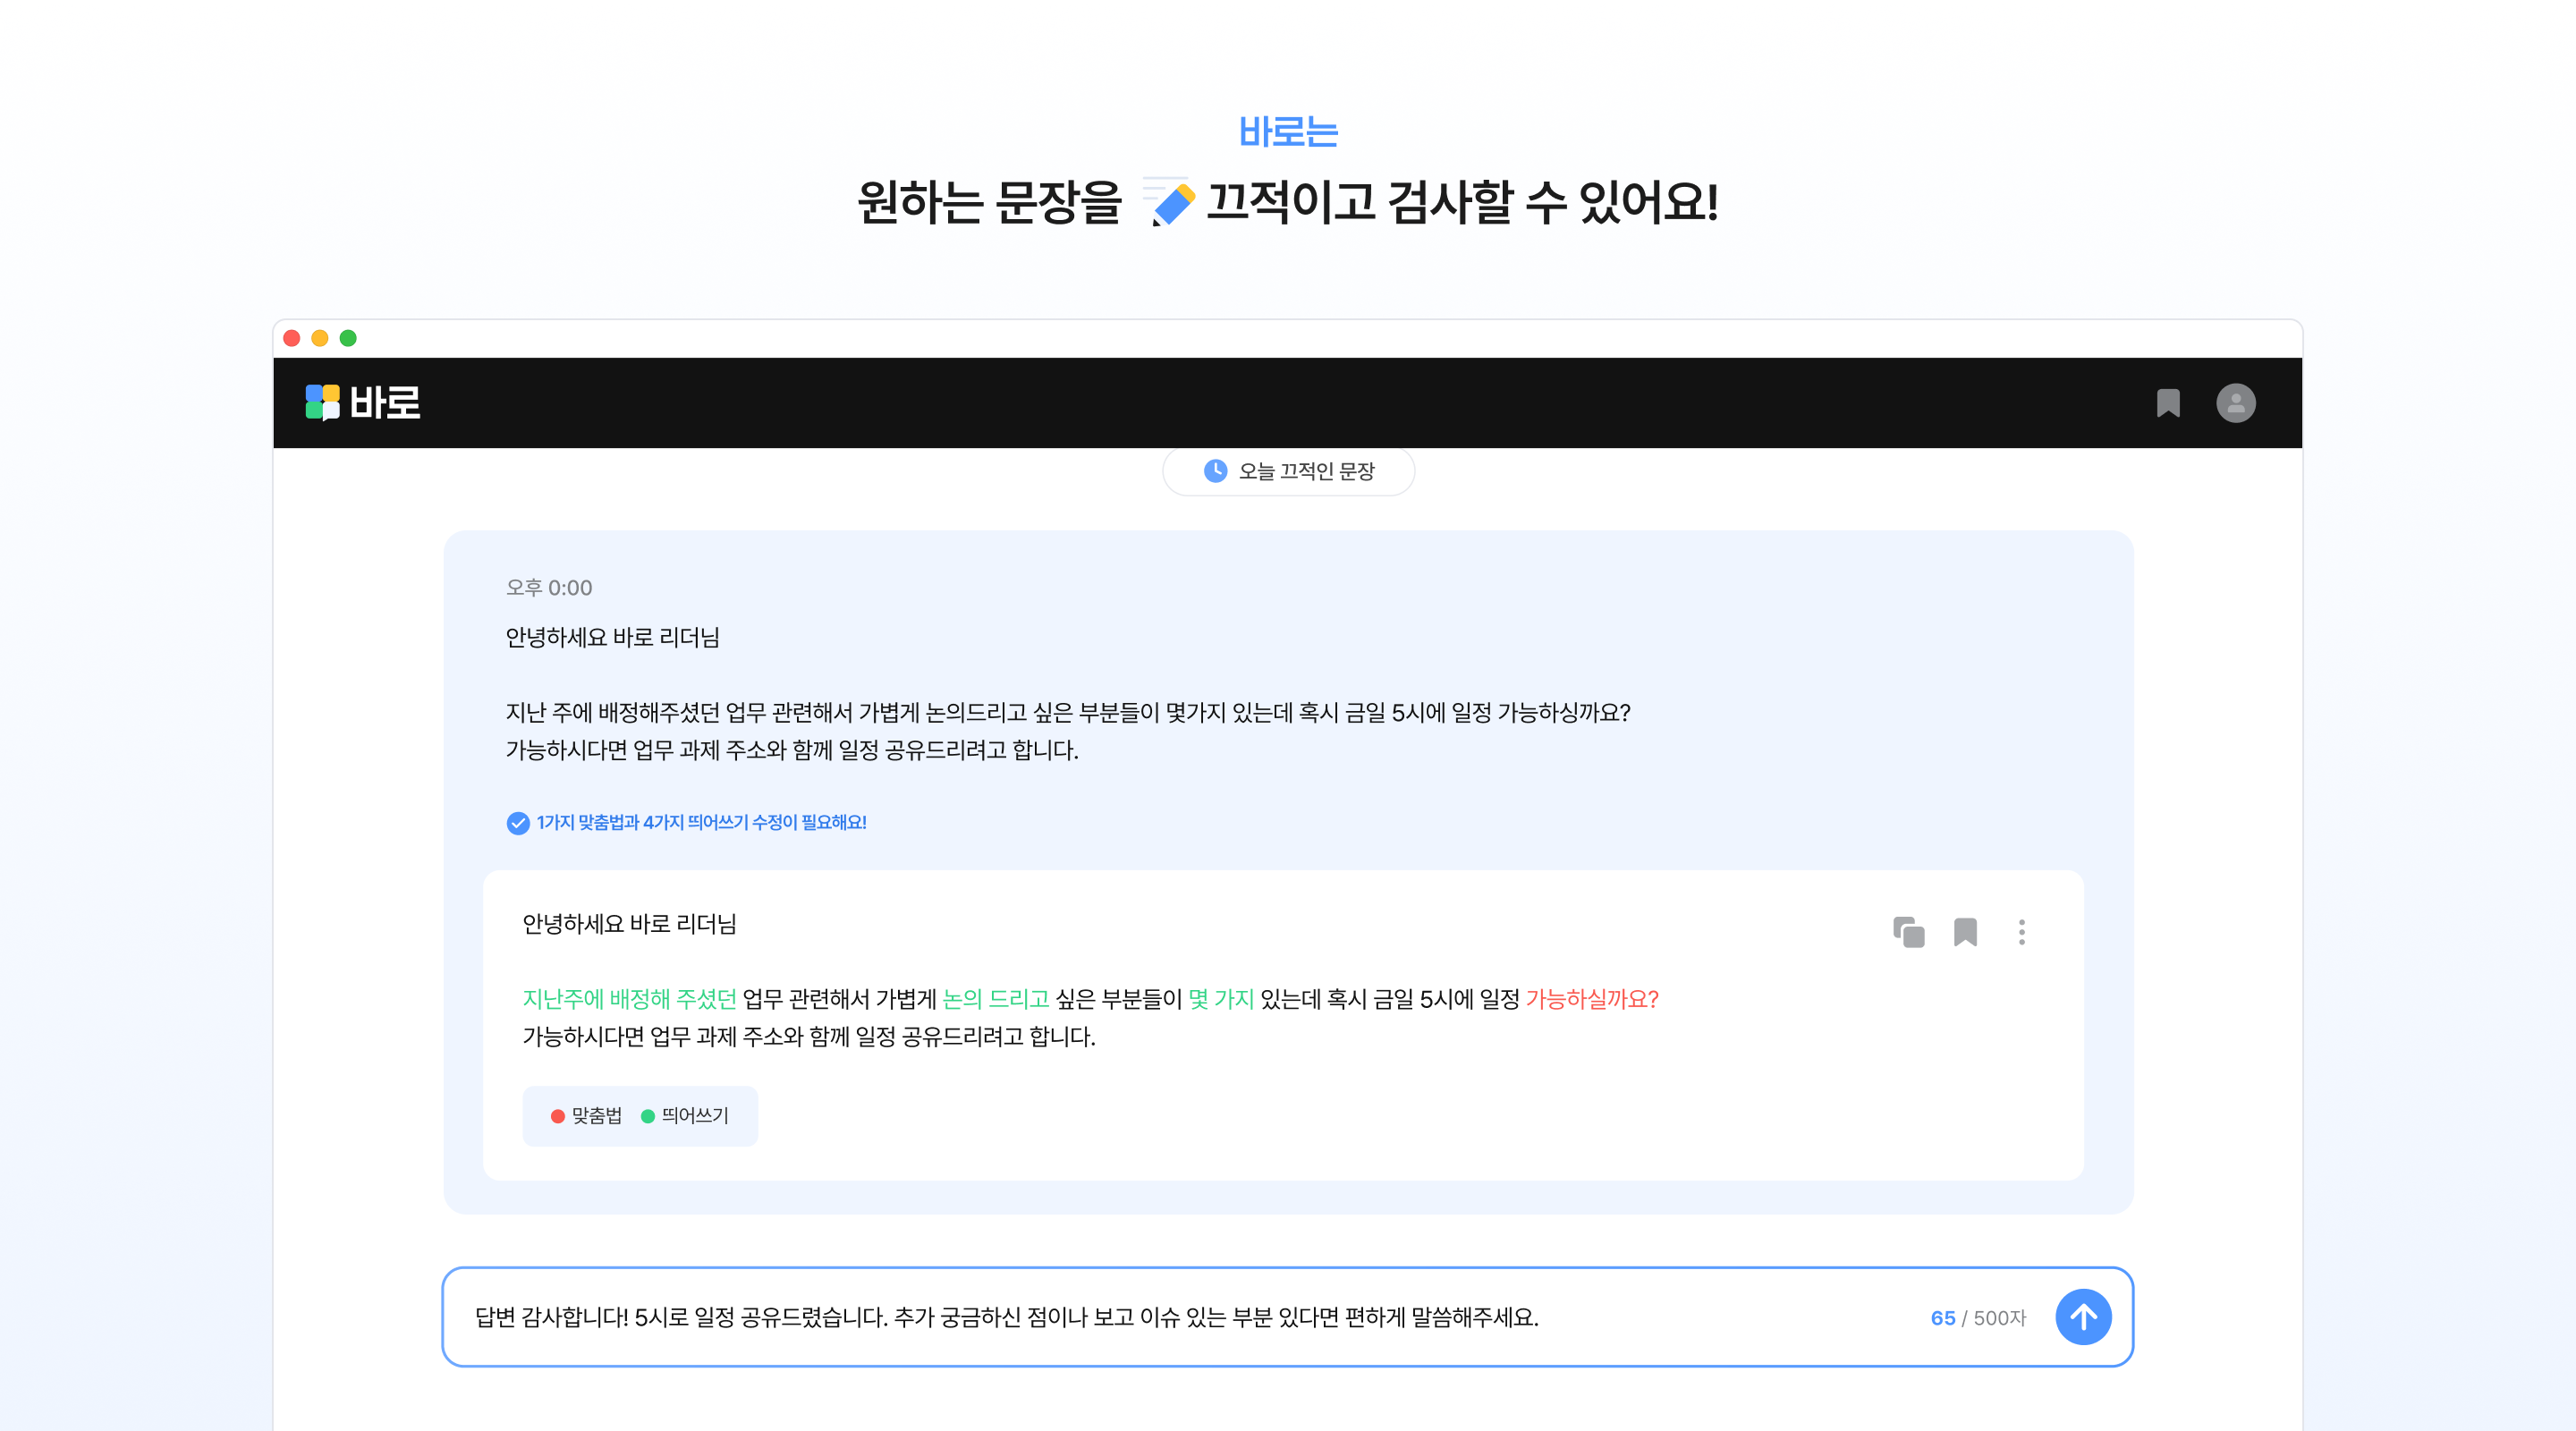 바로는
원하는 문장을 끄적이고 검사할 수 있어요!
바로
오늘 끄적인 문장
오후 0:00
안녕하세요 바로 리더님
지난 주에 배정해주셨던 업무 관련해서 가볍게 논의드리고 싶은 부분들이 몇가지 있는데 혹시 금일 5시에 일정 가능하싱까요?
가능하시다면 업무 과제 주소와 함께 일정 공유드리려고 합니다.
1가지 맞춤법과 4가지 띄어쓰기 수정이 필요해요!
안녕하세요 바로 리더님
지난주에 배정해 주셨던 업무 관련해서 가볍게 논의 드리고 싶은 부분들이 몇 가지 있는데 혹시 금일 5시에 일정 가능하실까요?
가능하시다면 업무 과제 주소와 함께 일정 공유드리려고 합니다.
맞춤법 띄어쓰기
답변 감사합니다! 5시로 일정 공유드렸습니다. 추가 궁금하신 점이나 보고 이슈 있는 부분 있다면 편하게 말씀해주세요.
65 / 500자